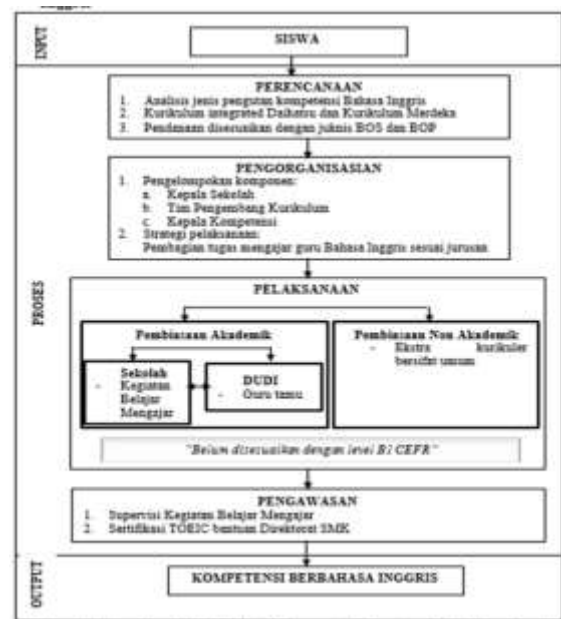 INPUT
SISWA
PROSES
PERENCANAAN
1. Analisis jenis pengutan kompetensi Bahasa Inggris
2. Kurikulum integrated Daihatsu dan Kurikulum Merdeka
3. Pendanaan disesuaikan dengan juknis BOS dan BOP
PENGORGANISASIAN
1. Pengelompokan komponen:
a. Kepala Sekolah
b. Tim Pengembang Kurikulum
c. Kepala Kompetensi
2. Strategi pelaksanaan:
Pembagian tugas mengajar guru Bahasa Inggris sesuai jurusan
PELAKSANAAN
Pembinaan Akademik
Sekolah
- Kegiatan
Belajar
Mengajar
DUDI
- Guru tamu
Pembinaan Non Akademik
- Ekstra kurikuler
bersifat umum
"Belum disesuaikan dengan level B1 CEFR"
PENGAWASAN
1. Supervisi Kegiatan Belajar Mengajar
2. Sertifikasi TOEIC bantuan Direktorat SMK
OUTPUT
KOMPETENSI BERBAHASA INGGRIS